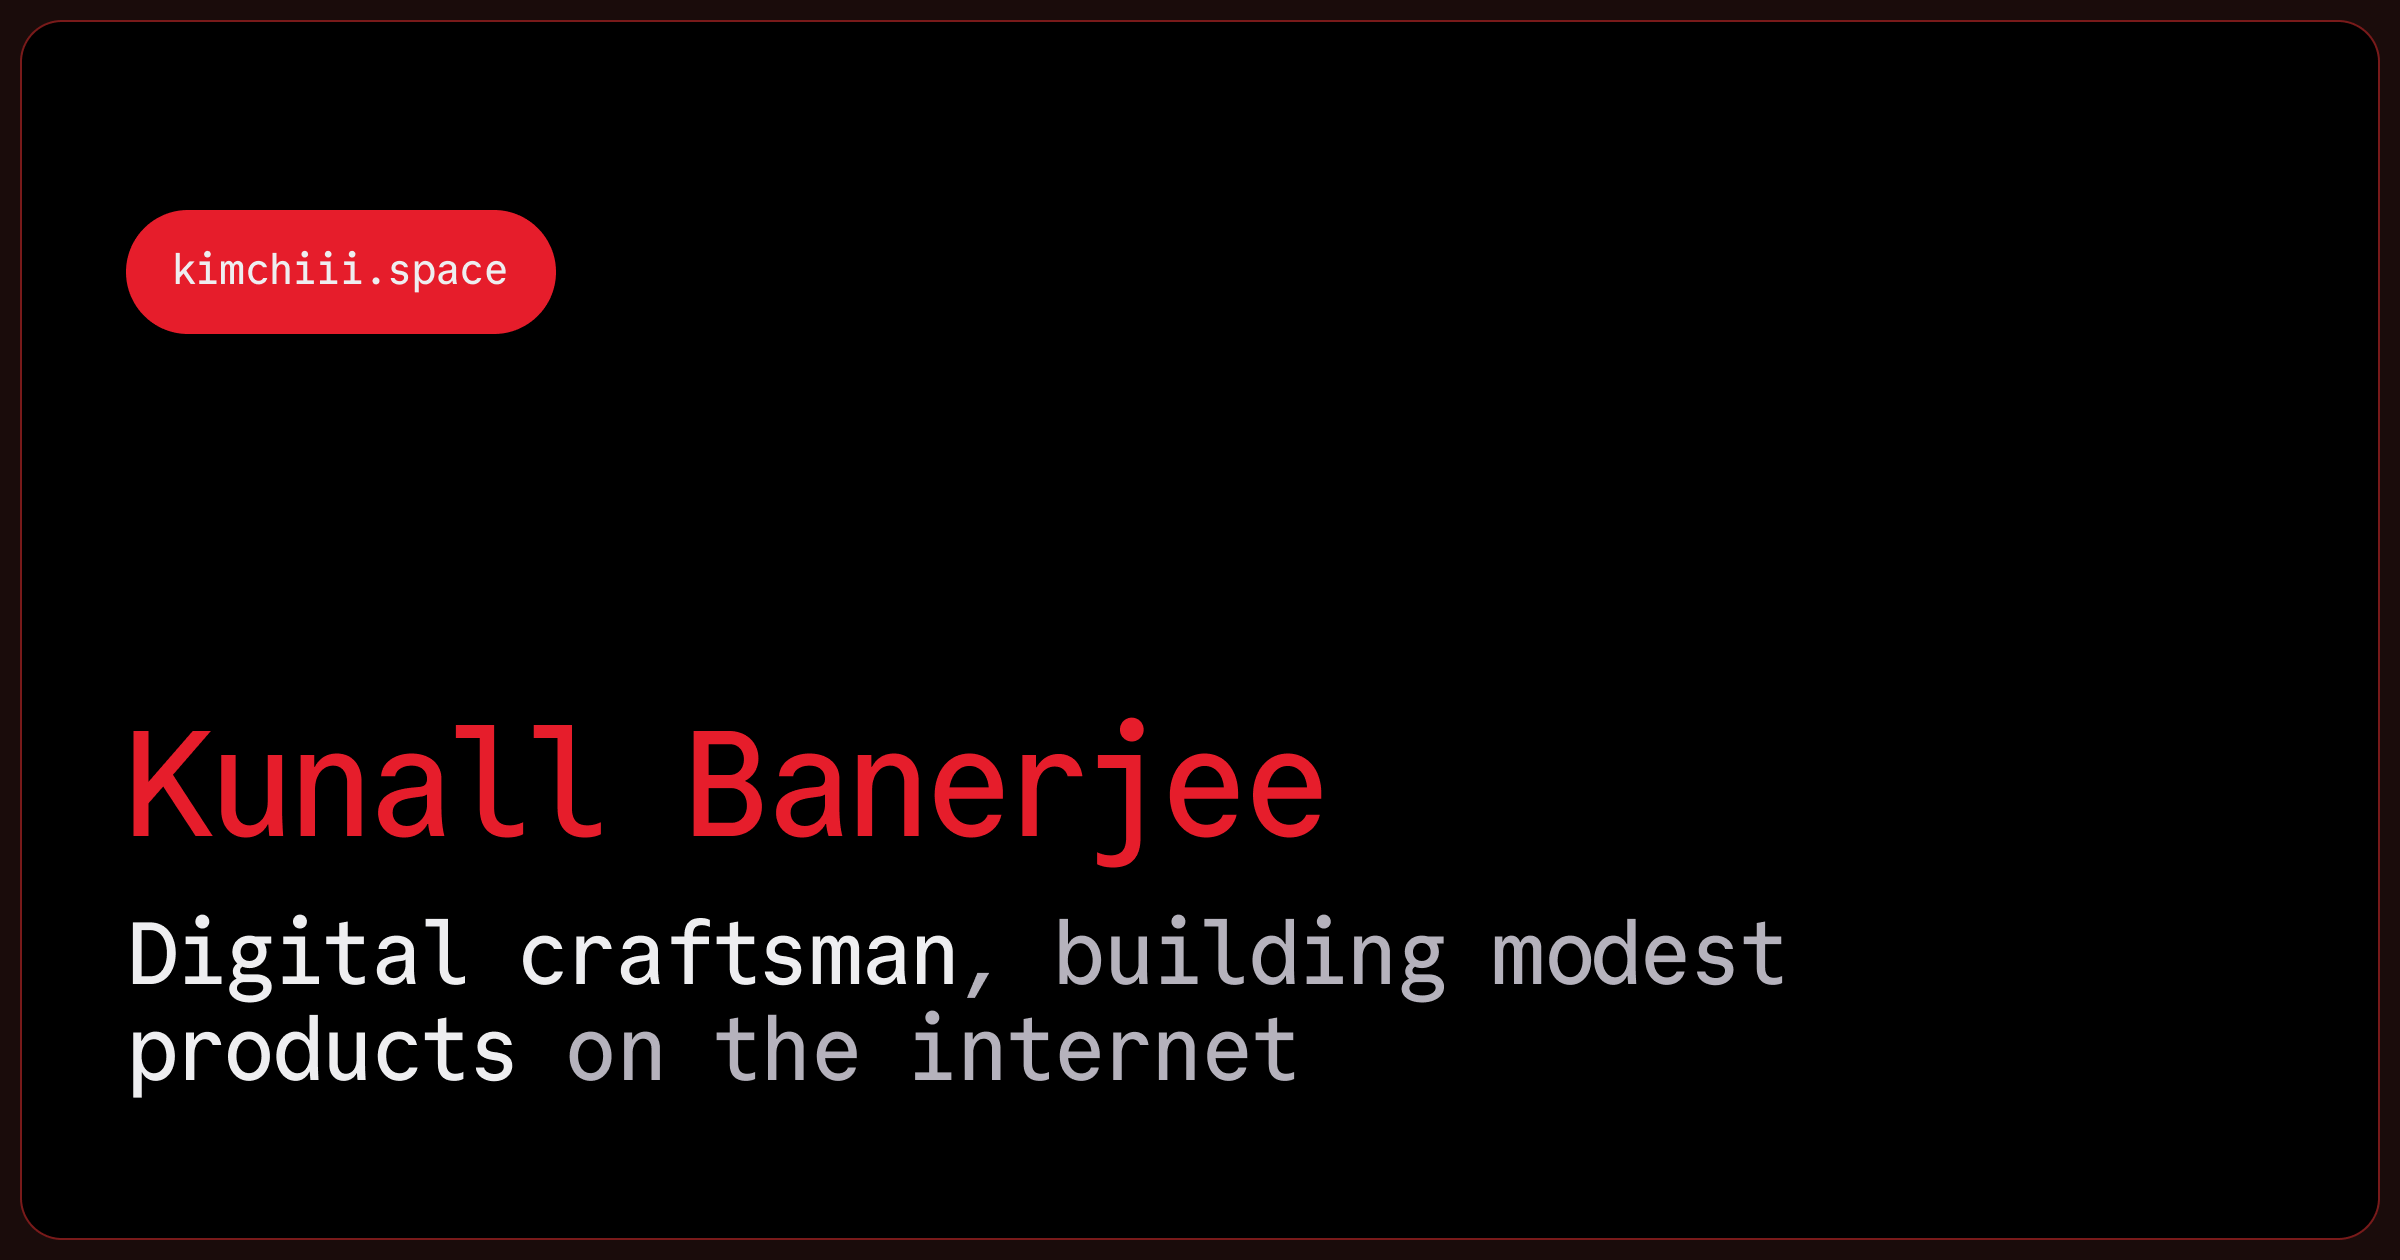 kimchiii.space
Kunall Banerjee
Digital craftsman, building modest
products on the internet